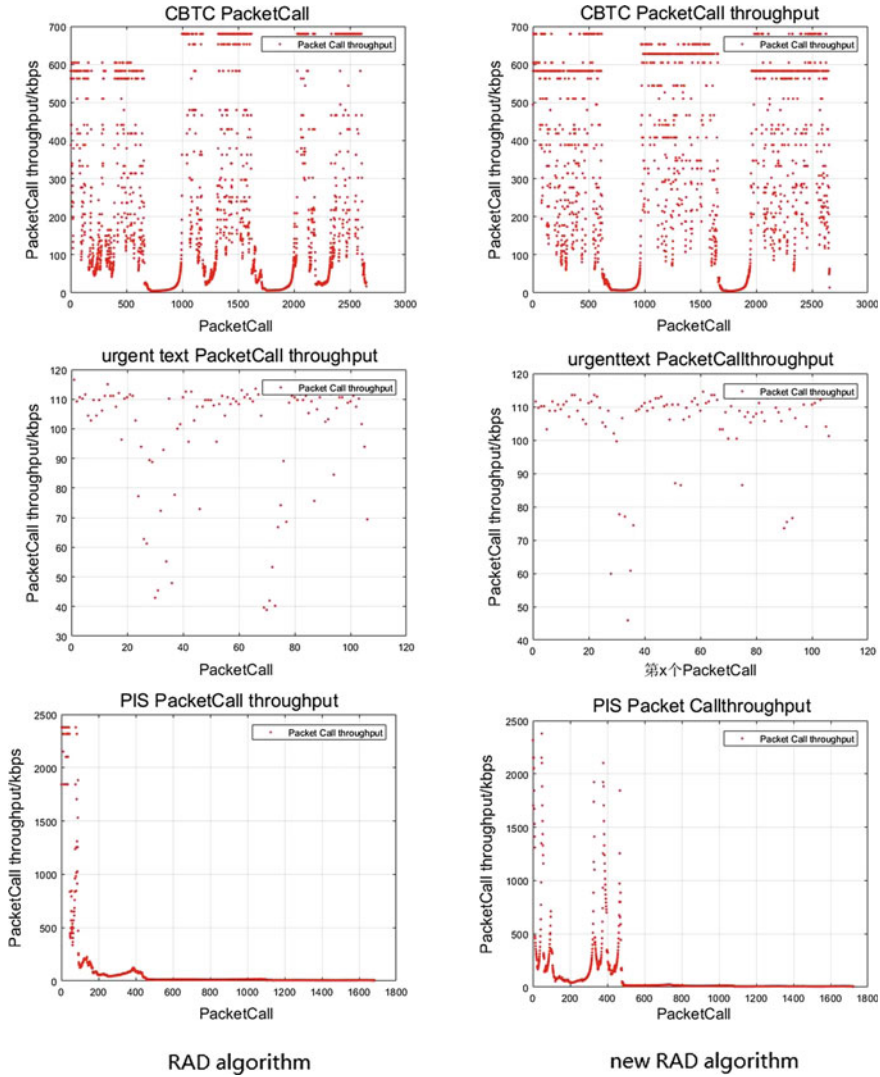 CBTC PacketCall
PacketCall throughput/kbps
700
600
500
400
300
200
100
0
Packet Call throughput
0 500 1000 1500 2000 2500 3000
PacketCall
CBTC PacketCall throughput
PacketCall throughput/kbps
700
600
500
400
300
200
100
0
Packet Call throughput
0 500 1000 1500 2000 2500 3000
PacketCall
urgent text PacketCall throughput
PacketCall throughput/kbps
120
110
100
90
80
70
60
50
40
30
Packet Call throughput
0 20 40 60 80 100 120
PacketCall
urgenttext PacketCallthroughput
PacketCall throughput/kbps
120
110
100
90
80
70
60
50
40
Packet Call throughput
0 20 40 60 80 100 120
第x个PacketCall
PIS PacketCall throughput
PacketCall throughput/kbps
2500
2000
1500
1000
500
0
Packet Call throughput
0 200 400 600 800 1000 1200 1400 1600 1800
PacketCall
PIS Packet Callthroughput
PacketCall throughput/kbps
2500
2000
1500
1000
500
0
Packet Call throughput
0 200 400 600 800 1000 1200 1400 1600 1800
PacketCall
RAD algorithm
new RAD algorithm